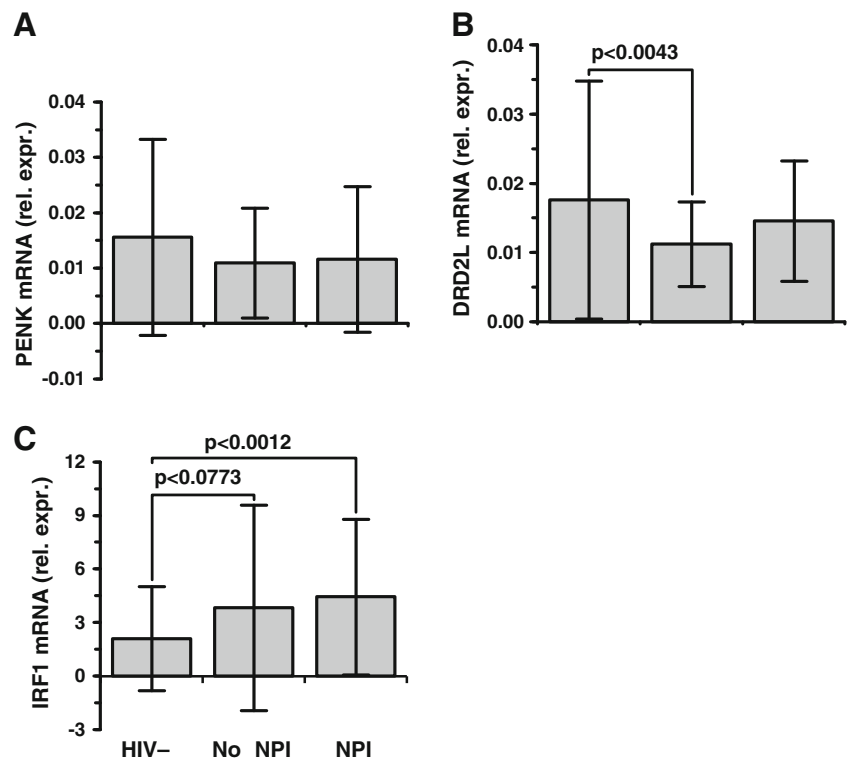 A
PENK mRNA (rel. expr.)
0.04
0.03
0.02
0.01
0.00
-0.01
B
DRD2L mRNA (rel. expr.)
0.04
0.03
0.02
0.01
0.00
p<0.0043
C
IRF1 mRNA (rel. expr.)
12
9
6
3
0
-3
p<0.0012
p<0.0773
HIV– No NPI NPI